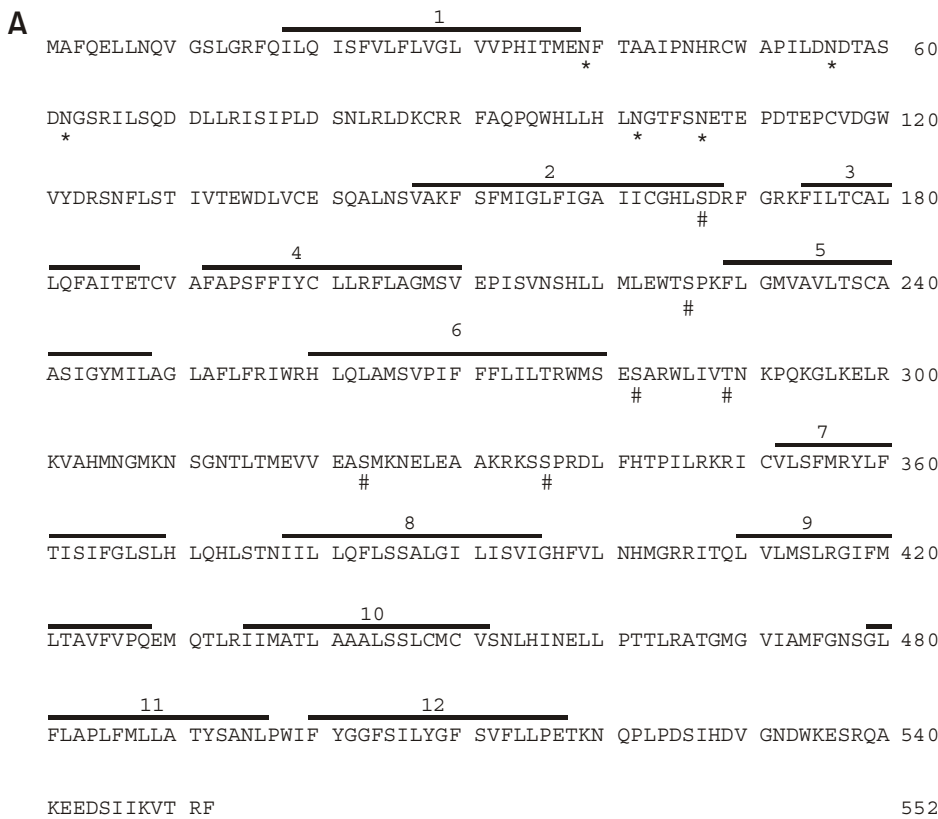 A
1
MAFQELLNQV GSLGRFQILQ ISFVLFLVGL VVPHITMENF TAAIPNHRCW APILDNDTAS 60
* *
DNGSRILSQD DLLRISIPLD SNLRLDKCRR FAQPQWHLLH LNGTFSNETE PDTEPCVDGW 120
* * *
2 3
VYDRSNFLST IVTEWDLVCE SQALNSVAKF SFMIGLFIGA IICGHLSDRF GRKFILTCAL 180
#
4 5
LQFAITETCV AFAPSFFIYC LLRFLAGMSV EPISVNSHLL MLEWTSPKFL GMVAVLTSCA 240
#
6
ASIGYMILAG LAFLFRIWRH LQLAMSVPIF FFLILTRWMS ESARWLIVTN KPQKGLKELR 300
# #
KVAHMNGMKN SGNTLTMEVV EASMKNELEA AKRKSSPRDL FHTPILRKRI CVLSFMRYLF 360
# #
7
TISIFGLSLH LQHLSTNIIL LQFLSSALGI LISVIGHFVL NHMGRRITQL VLMSLRGIFM 420
8 9
LTAVFVPQEM QTLRIIMATL AAALSSLCMC VSNLHINELL PTTLRATGMG VIAMFGNSGL 480
10
FLAPLFMLLA TYSANLPWIF YGGFSILYGF SVFLLPETKN QPLPDSIHDV GNDWKESRQA 540
11 12
KEEDSIIKVT RF 552